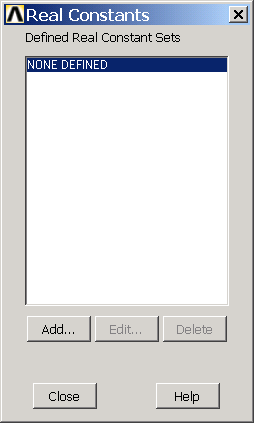 Real Constants
Defined Real Constant Sets
NONE DEFINED
Add... Edit... Delete
Close Help